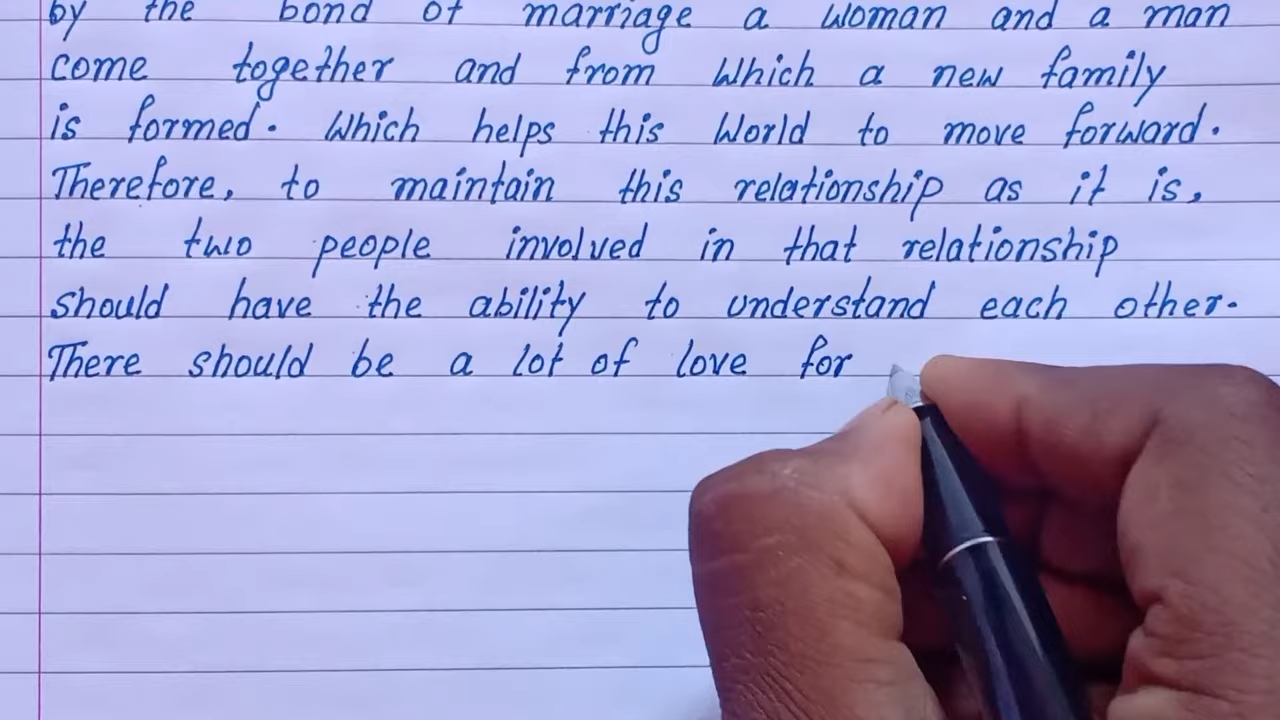 by the bond of marriage a woman and a man
come together and from which a new family
is formed. Which helps this World to move forward.
Therefore, to maintain this relationship as it is,
the two people involved in that relationship
should have the ability to understand each other.
There should be a lot of love for